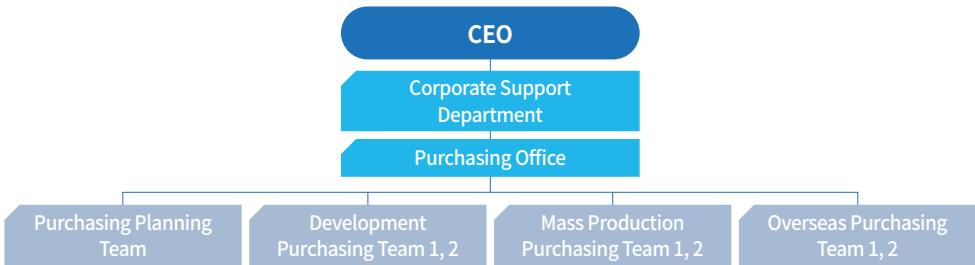 CEO
Corporate Support
Department
Purchasing Office
Purchasing Planning
Team
Development
Purchasing Team 1, 2
Mass Production
Purchasing Team 1, 2
Overseas Purchasing
Team 1, 2